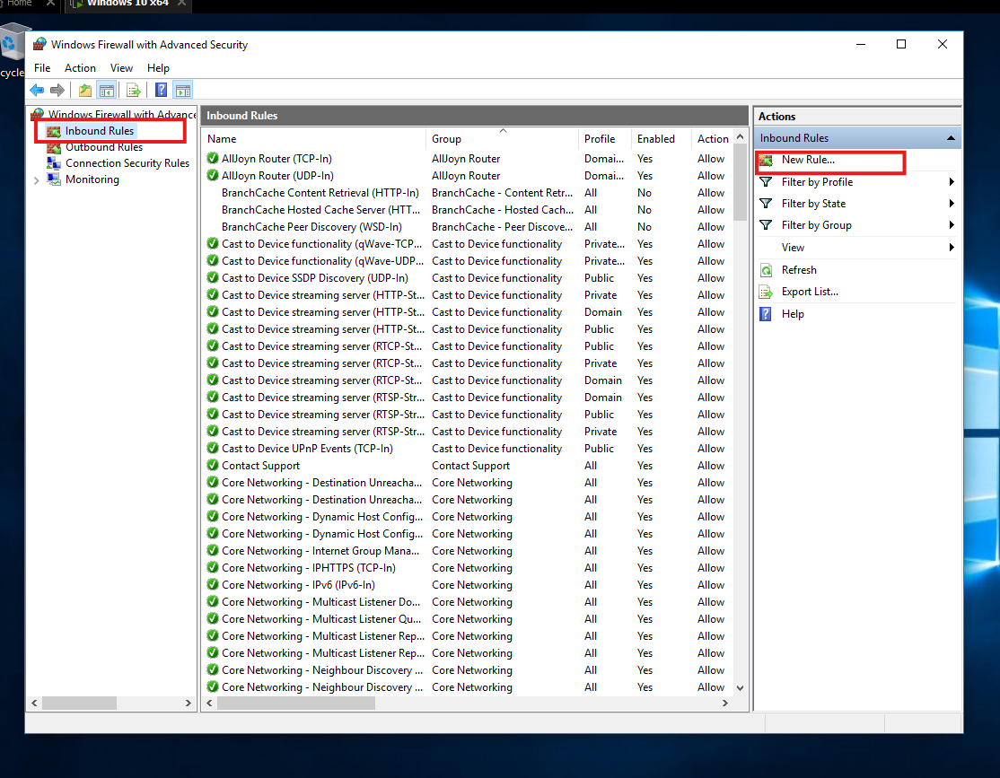 Home
Windows 10 x64
cycle
Windows Firewall with Advanced Security
File Action View Help
Windows Firewall with Advance
Inbound Rules
Outbound Rules
Connection Security Rules
Monitoring
Inbound Rules
Name Group Profile Enabled Action
AllJoyn Router (TCP-In) AllJoyn Router Domai... Yes Allow
AllJoyn Router (UDP-In) AllJoyn Router Domai... Yes Allow
BranchCache Content Retrieval (HTTP-In) BranchCache - Content Retr... All No Allow
BranchCache Hosted Cache Server (HTT... BranchCache - Hosted Cach... All No Allow
BranchCache Peer Discovery (WSD-In) BranchCache - Peer Discove... All No Allow
Cast to Device functionality (qWave-TCP... Cast to Device functionality Private... Yes Allow
Cast to Device functionality (qWave-UDP... Cast to Device functionality Private... Yes Allow
Cast to Device SSDP Discovery (UDP-In) Cast to Device functionality Public Yes Allow
Cast to Device streaming server (HTTP-St... Cast to Device functionality Private Yes Allow
Cast to Device streaming server (HTTP-St... Cast to Device functionality Domain Yes Allow
Cast to Device streaming server (HTTP-St... Cast to Device functionality Public Yes Allow
Cast to Device streaming server (RTCP-St... Cast to Device functionality Public Yes Allow
Cast to Device streaming server (RTCP-St... Cast to Device functionality Private Yes Allow
Cast to Device streaming server (RTCP-St... Cast to Device functionality Domain Yes Allow
Cast to Device streaming server (RTSP-Str... Cast to Device functionality Domain Yes Allow
Cast to Device streaming server (RTSP-Str... Cast to Device functionality Public Yes Allow
Cast to Device streaming server (RTSP-Str... Cast to Device functionality Private Yes Allow
Cast to Device UPnP Events (TCP-In) Cast to Device functionality Public Yes Allow
Contact Support Contact Support All Yes Allow
Core Networking - Destination Unreacha... Core Networking All Yes Allow
Core Networking - Destination Unreacha... Core Networking All Yes Allow
Core Networking - Dynamic Host Config... Core Networking All Yes Allow
Core Networking - Dynamic Host Config... Core Networking All Yes Allow
Core Networking - Internet Group Mana... Core Networking All Yes Allow
Core Networking - IPHTTPS (TCP-In) Core Networking All Yes Allow
Core Networking - IPv6 (IPv6-In) Core Networking All Yes Allow
Core Networking - Multicast Listener Do... Core Networking All Yes Allow
Core Networking - Multicast Listener Qu... Core Networking All Yes Allow
Core Networking - Multicast Listener Rep... Core Networking All Yes Allow
Core Networking - Multicast Listener Rep... Core Networking All Yes Allow
Core Networking - Neighbour Discovery ... Core Networking All Yes Allow
Core Networking - Neighbour Discovery ... Core Networking All Yes Allow
Actions
Inbound Rules
New Rule...
Filter by Profile
Filter by State
Filter by Group
View
Refresh
Export List...
Help